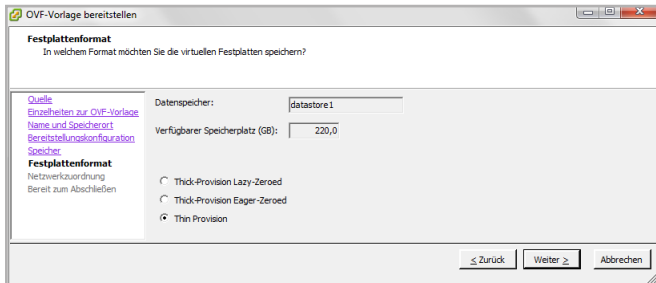 OVF-Vorlage bereitstellen
Festplattenformat
In welchem Format möchten Sie die virtuellen Festplatten speichern?
Quelle
Einzelheiten zur OVF-Vorlage
Name und Speicherort
Bereitstellungskonfiguration
Speicher
Festplattenformat
Netzwerkzuordnung
Bereit zum Abschließen
Datenspeicher: datastore1
Verfügbarer Speicherplatz (GB): 220,0
Thick-Provision Lazy-Zeroed
Thick-Provision Eager-Zeroed
Thin Provision
< Zurück Weiter > Abbrechen